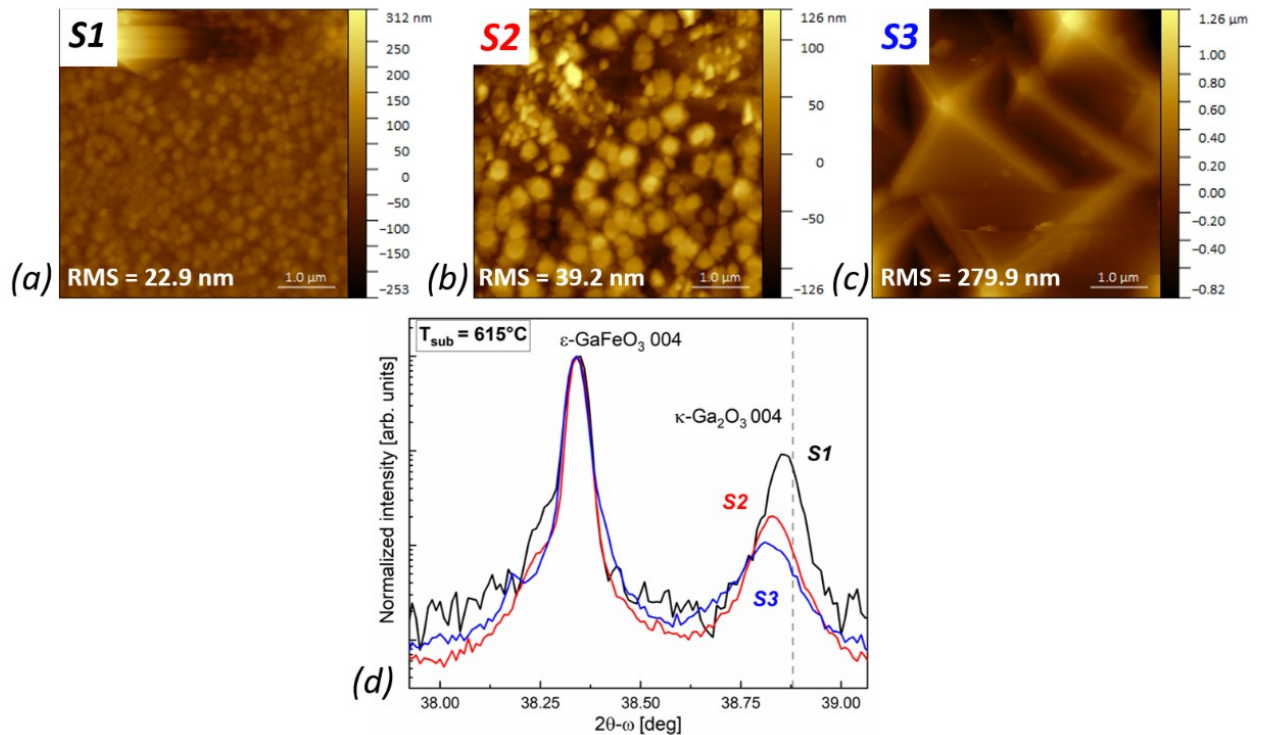 S1
312 nm
250
200
150
100
50
0
−50
−100
−150
−253
(a)
RMS = 22.9 nm
1.0 µm
S2
126 nm
100
50
0
−50
−126
(b)
RMS = 39.2 nm
1.0 µm
S3
1.26 µm
1.00
0.80
0.60
0.40
0.20
0.00
−0.20
−0.40
−0.82
(c)
RMS = 279.9 nm
1.0 µm
T_sub = 615°C
ε-GaFeO₃ 004
κ-Ga₂O₃ 004
S1
S2
S3
Normalized intensity [arb. units]
(d)
38.00 38.25 38.50 38.75 39.00
2θ-ω [deg]